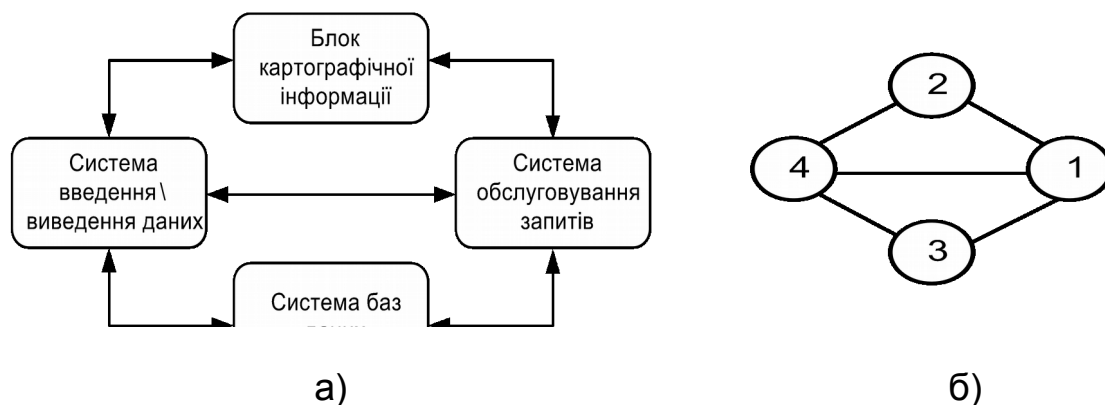 Блок
картографічної
інформації
Система
введення\
виведення даних
Система
обслуговування
запитів
Система баз
2
4
1
3
а)
б)